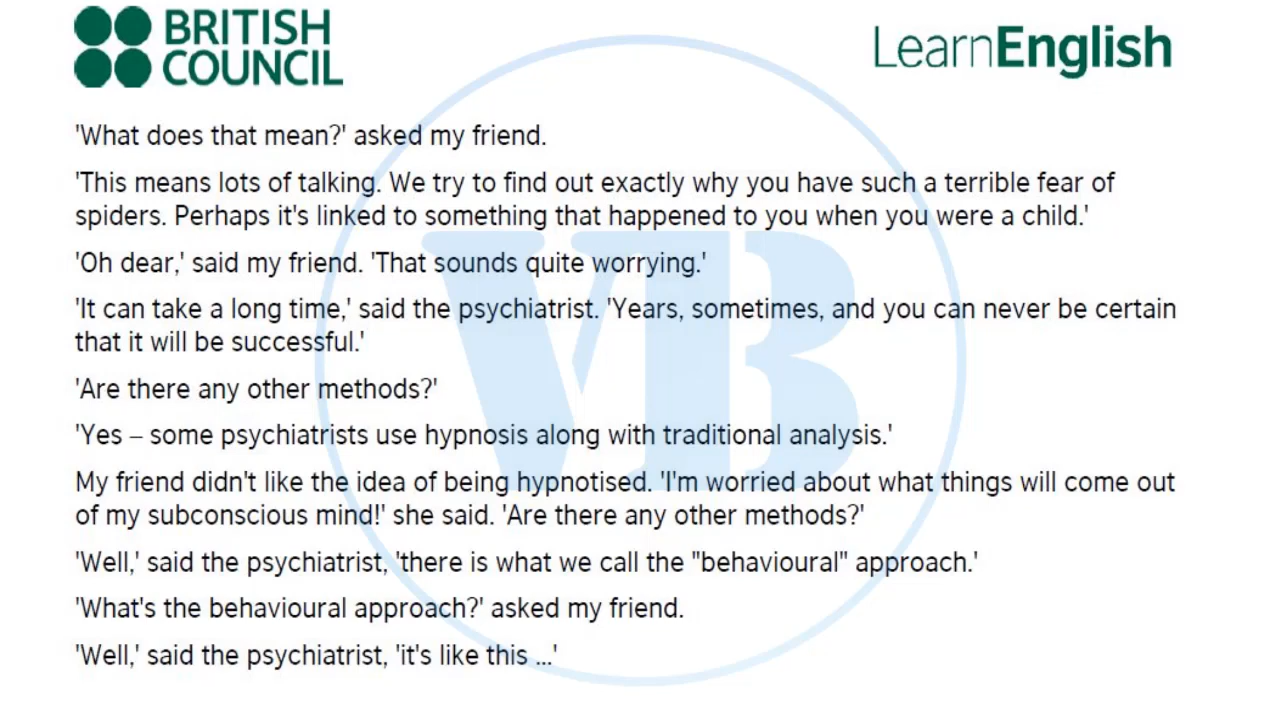 BRITISH
COUNCIL
LearnEnglish
'What does that mean?' asked my friend.
'This means lots of talking. We try to find out exactly why you have such a terrible fear of
spiders. Perhaps it's linked to something that happened to you when you were a child.'
'Oh dear,' said my friend. 'That sounds quite worrying.'
'It can take a long time,' said the psychiatrist. 'Years, sometimes, and you can never be certain
that it will be successful.'
'Are there any other methods?'
'Yes – some psychiatrists use hypnosis along with traditional analysis.'
My friend didn't like the idea of being hypnotised. 'I'm worried about what things will come out
of my subconscious mind!' she said. 'Are there any other methods?'
'Well,' said the psychiatrist, 'there is what we call the "behavioural" approach.'
'What's the behavioural approach?' asked my friend.
'Well,' said the psychiatrist, 'it's like this ...'
VB